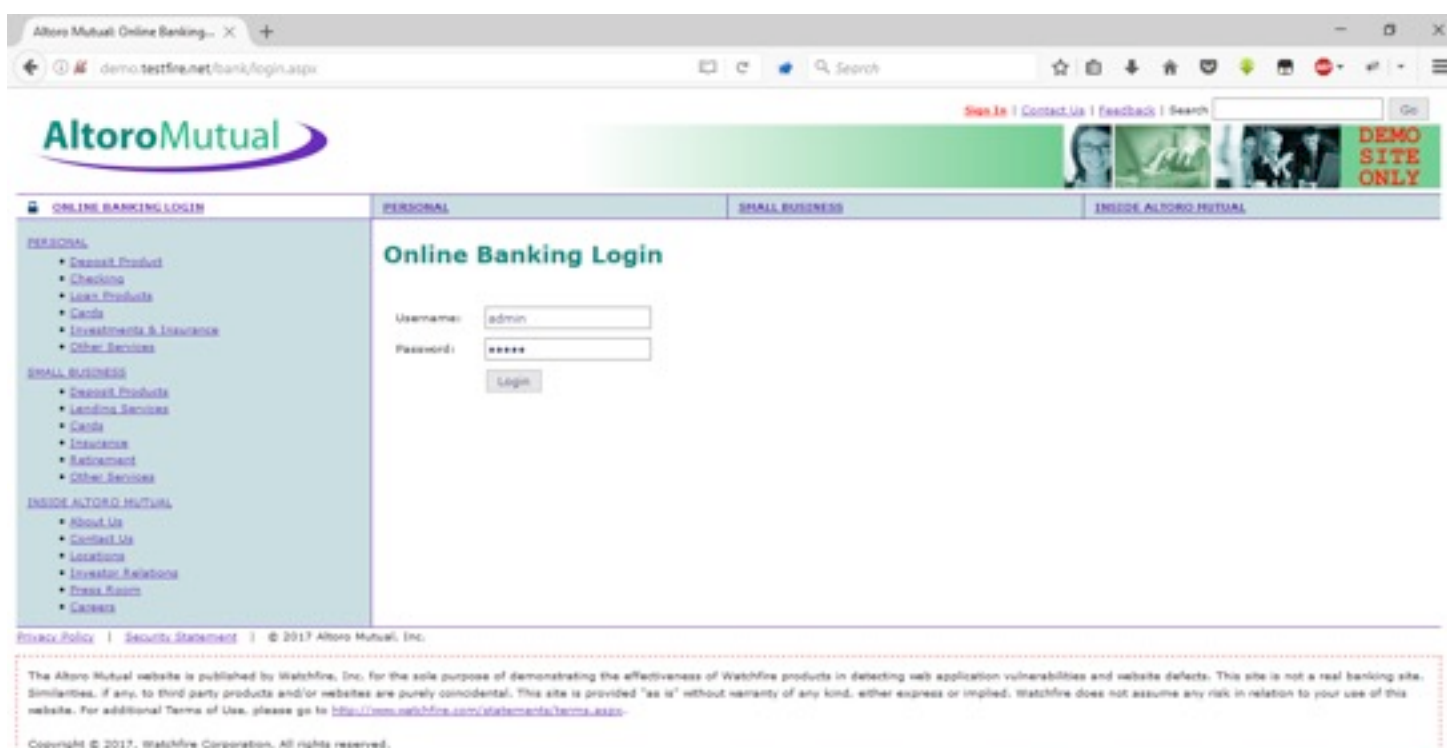 Altoro Mutual: Online Banking...
demo.testfire.net/bank/login.aspx
Search
Sign In | Contact Us | Feedback | Search
Go
AltoroMutual
DEMO
SITE
ONLY
ONLINE BANKING LOGIN
PERSONAL
SMALL BUSINESS
INSIDE ALTORO MUTUAL
PERSONAL
• Deposit Product
• Checking
• Loan Products
• Cards
• Investments & Insurance
• Other Services
SMALL BUSINESS
• Deposit Products
• Lending Services
• Cards
• Insurance
• Retirement
• Other Services
INSIDE ALTORO MUTUAL
• About Us
• Contact Us
• Locations
• Investor Relations
• Press Room
• Careers
Online Banking Login
Username: admin
Password: •••••
Login
Privacy Policy | Security Statement | © 2017 Altoro Mutual, Inc.
The Altoro Mutual website is published by Watchfire, Inc. for the sole purpose of demonstrating the effectiveness of Watchfire products in detecting web application vulnerabilities and website defects. This site is not a real banking site.
Similarities, if any, to third party products and/or websites are purely coincidental. This site is provided "as is" without warranty of any kind, either express or implied. Watchfire does not assume any risk in relation to your use of this
website. For additional Terms of Use, please go to http://www.watchfire.com/statements/terms.aspx.
Copyright © 2017, Watchfire Corporation, All rights reserved.